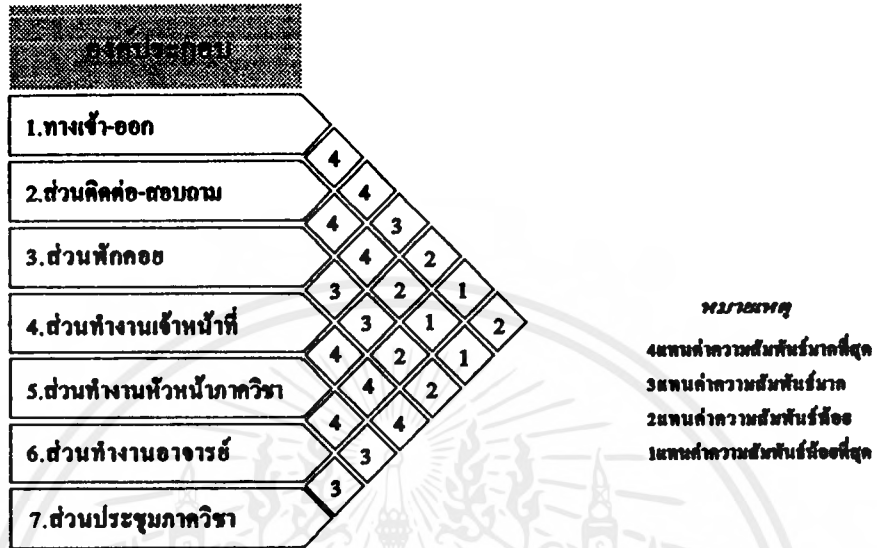 องค์ประกอบ
1.ทางเข้า-ออก
2.ส่วนติดต่อ-สอบถาม
3.ส่วนพักคอย
4.ส่วนทำงานเจ้าหน้าที่
5.ส่วนทำงานหัวหน้าภาควิชา
6.ส่วนทำงานอาจารย์
7.ส่วนประชุมภาควิชา
4
4
4 3
4 2
3 2 1
3 1 2
4 2 1
4 2
4 4
3
3
หมายเหตุ
4แทนค่าความสัมพันธ์มากที่สุด
3แทนค่าความสัมพันธ์มาก
2แทนค่าความสัมพันธ์น้อย
1แทนค่าความสัมพันธ์น้อยที่สุด